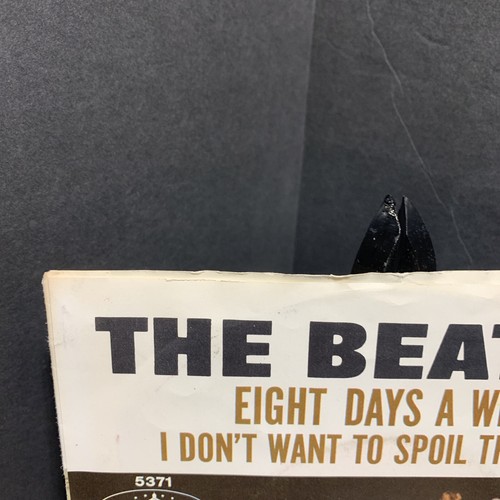 THE BEAT
EIGHT DAYS A W
I DON'T WANT TO SPOIL T
5371